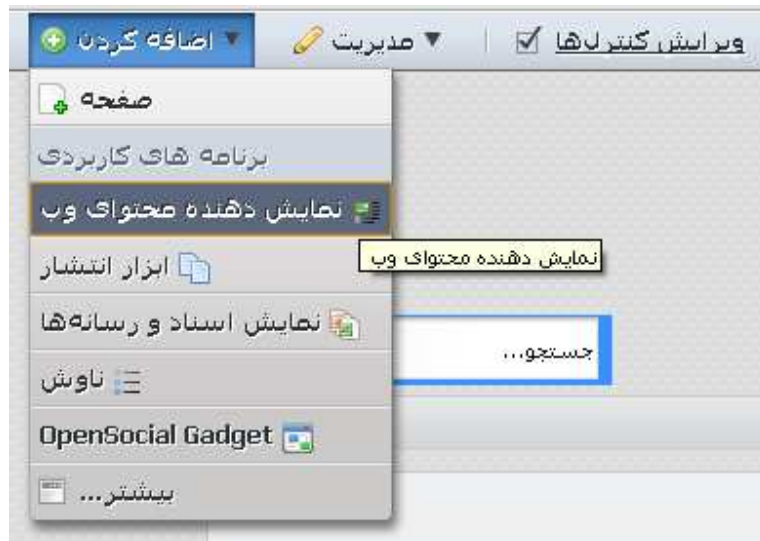 ویرایش کنترل‌ها
مدیریت
اضافه کردن
صفحه
برنامه های کاربردی
نمایش دهنده محتوای وب
نمایش دهنده محتوای وب
ابزار انتشار
نمایش اسناد و رسانه‌ها
جستجو...
ناوش
OpenSocial Gadget
بیشتر...